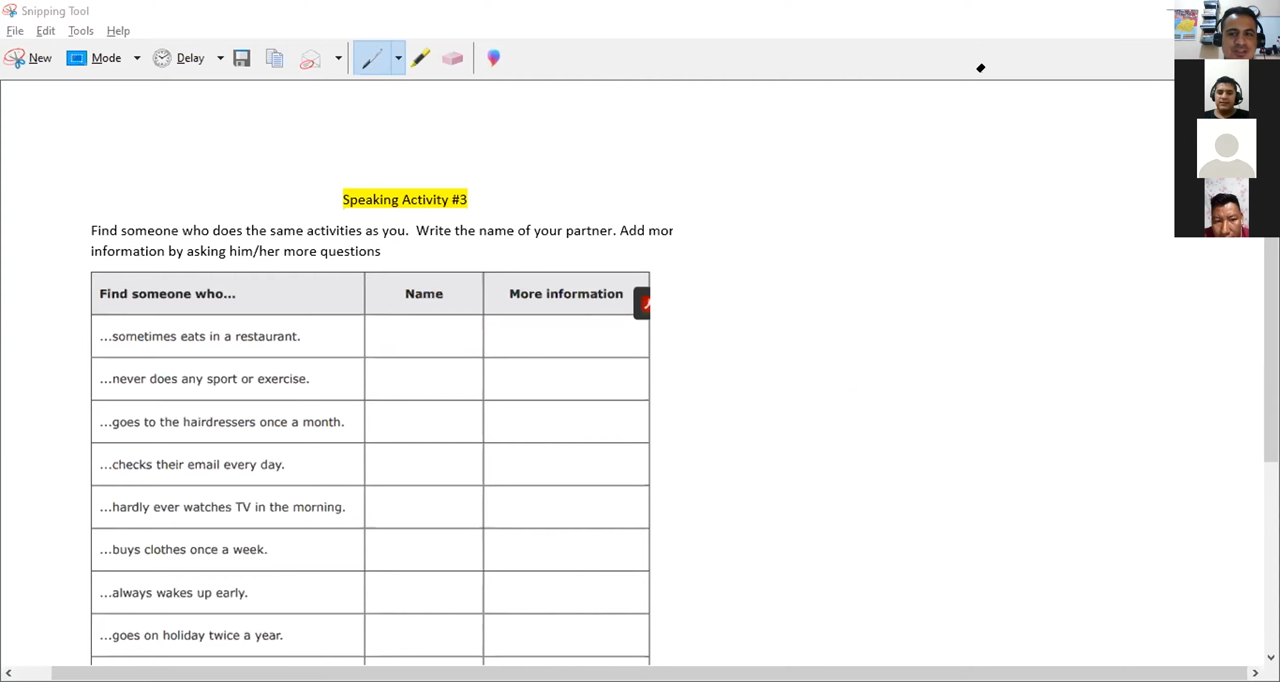 Snipping Tool
File Edit Tools Help
New Mode Delay
Speaking Activity #3
Find someone who does the same activities as you. Write the name of your partner. Add mor
information by asking him/her more questions
Find someone who... Name More information
...sometimes eats in a restaurant.
...never does any sport or exercise.
...goes to the hairdressers once a month.
...checks their email every day.
...hardly ever watches TV in the morning.
...buys clothes once a week.
...always wakes up early.
...goes on holiday twice a year.